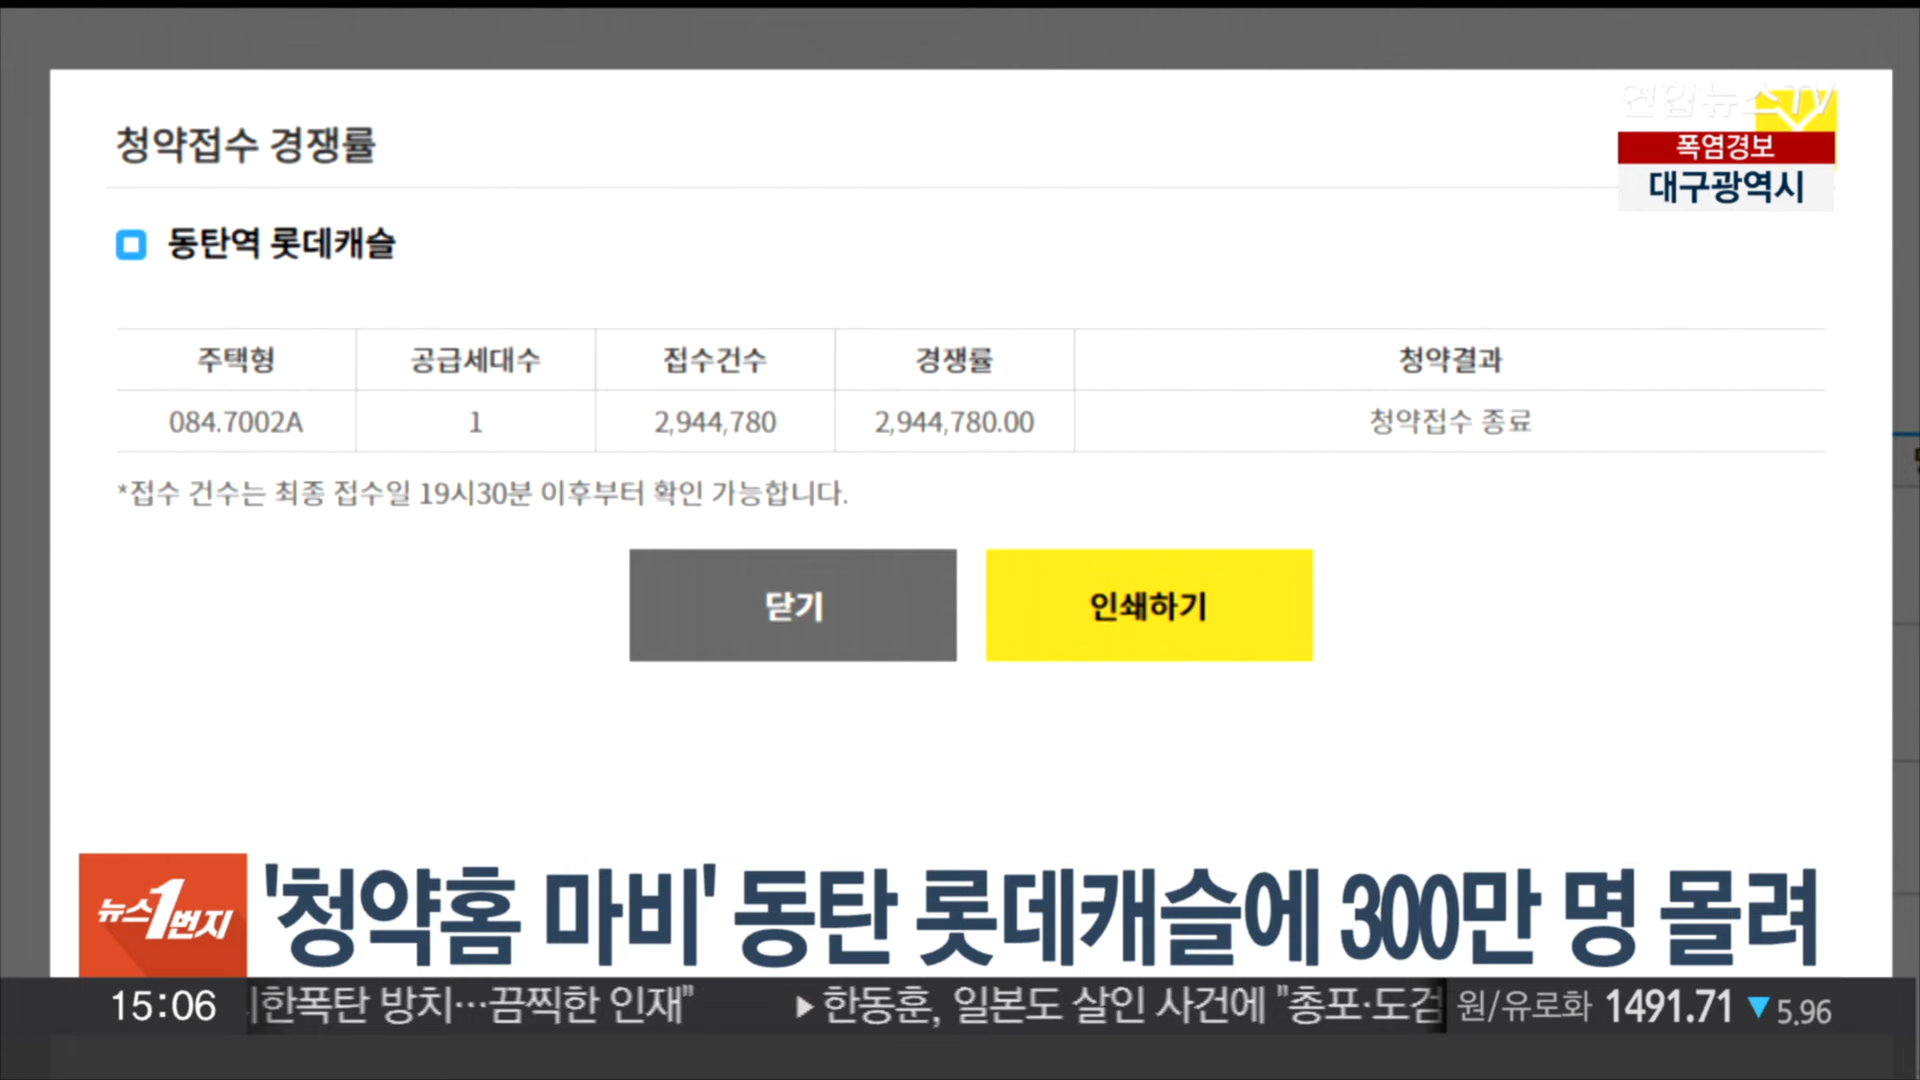 연합뉴스TV
폭염경보
대구광역시
청약접수 경쟁률
동탄역 롯데캐슬
주택형 공급세대수 접수건수 경쟁률 청약결과
084.7002A 1 2,944,780 2,944,780.00 청약접수 종료
*접수 건수는 최종 접수일 19시30분 이후부터 확인 가능합니다.
닫기 인쇄하기
뉴스1번지
'청약홈 마비' 동탄 롯데캐슬에 300만 명 몰려
15:06 한폭탄 방치…끔찍한 인재" ▶한동훈, 일본도 살인 사건에 "총포·도검 원/유로화 1491.71 ▼5.96